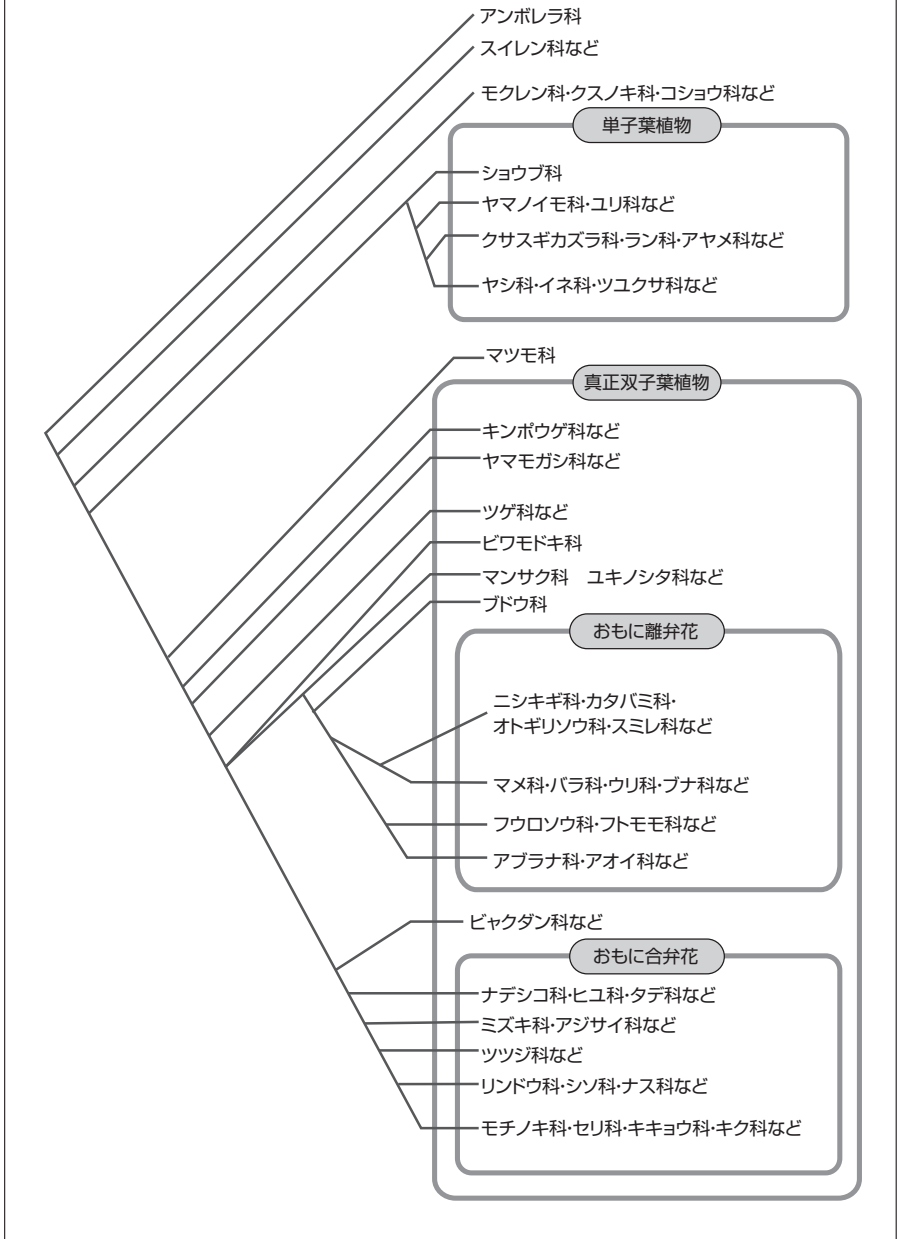 アンボレラ科
スイレン科など
モクレン科・クスノキ科・コショウ科など
単子葉植物
ショウブ科
ヤマノイモ科・ユリ科など
クサスギカズラ科・ラン科・アヤメ科など
ヤシ科・イネ科・ツユクサ科など
マツモ科
真正双子葉植物
キンポウゲ科など
ヤマモガシ科など
ツゲ科など
ビワモドキ科
マンサク科　ユキノシタ科など
ブドウ科
おもに離弁花
ニシキギ科・カタバミ科・
オトギリソウ科・スミレ科など
マメ科・バラ科・ウリ科・ブナ科など
フウロソウ科・フトモモ科など
アブラナ科・アオイ科など
ビャクダン科など
おもに合弁花
ナデシコ科・ヒユ科・タデ科など
ミズキ科・アジサイ科など
ツツジ科など
リンドウ科・シソ科・ナス科など
モチノキ科・セリ科・キキョウ科・キク科など